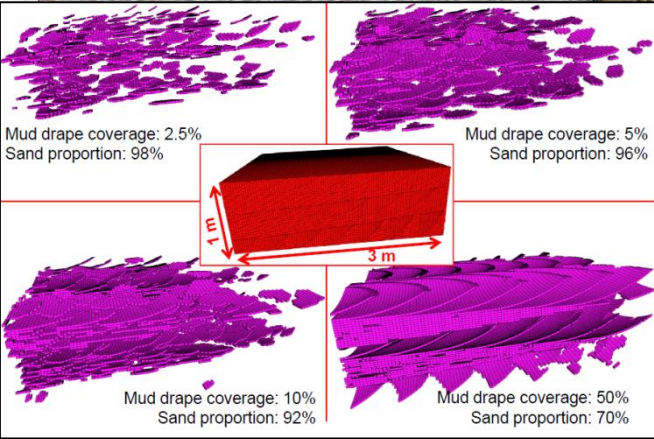 Mud drape coverage: 2.5%
Sand proportion: 98%
Mud drape coverage: 5%
Sand proportion: 96%
1 m
3 m
Mud drape coverage: 10%
Sand proportion: 92%
Mud drape coverage: 50%
Sand proportion: 70%